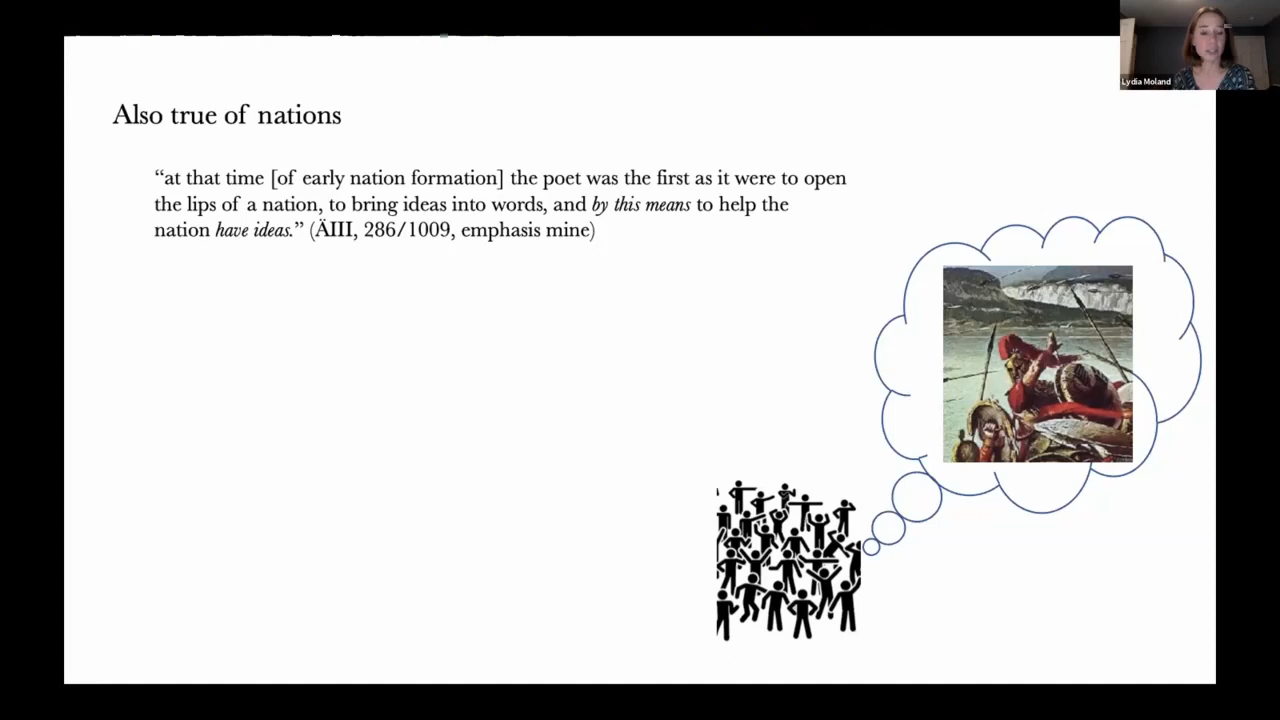 Lydia Moland
Also true of nations
“at that time [of early nation formation] the poet was the first as it were to open
the lips of a nation, to bring ideas into words, and by this means to help the
nation have ideas.” (ÄIII, 286/1009, emphasis mine)